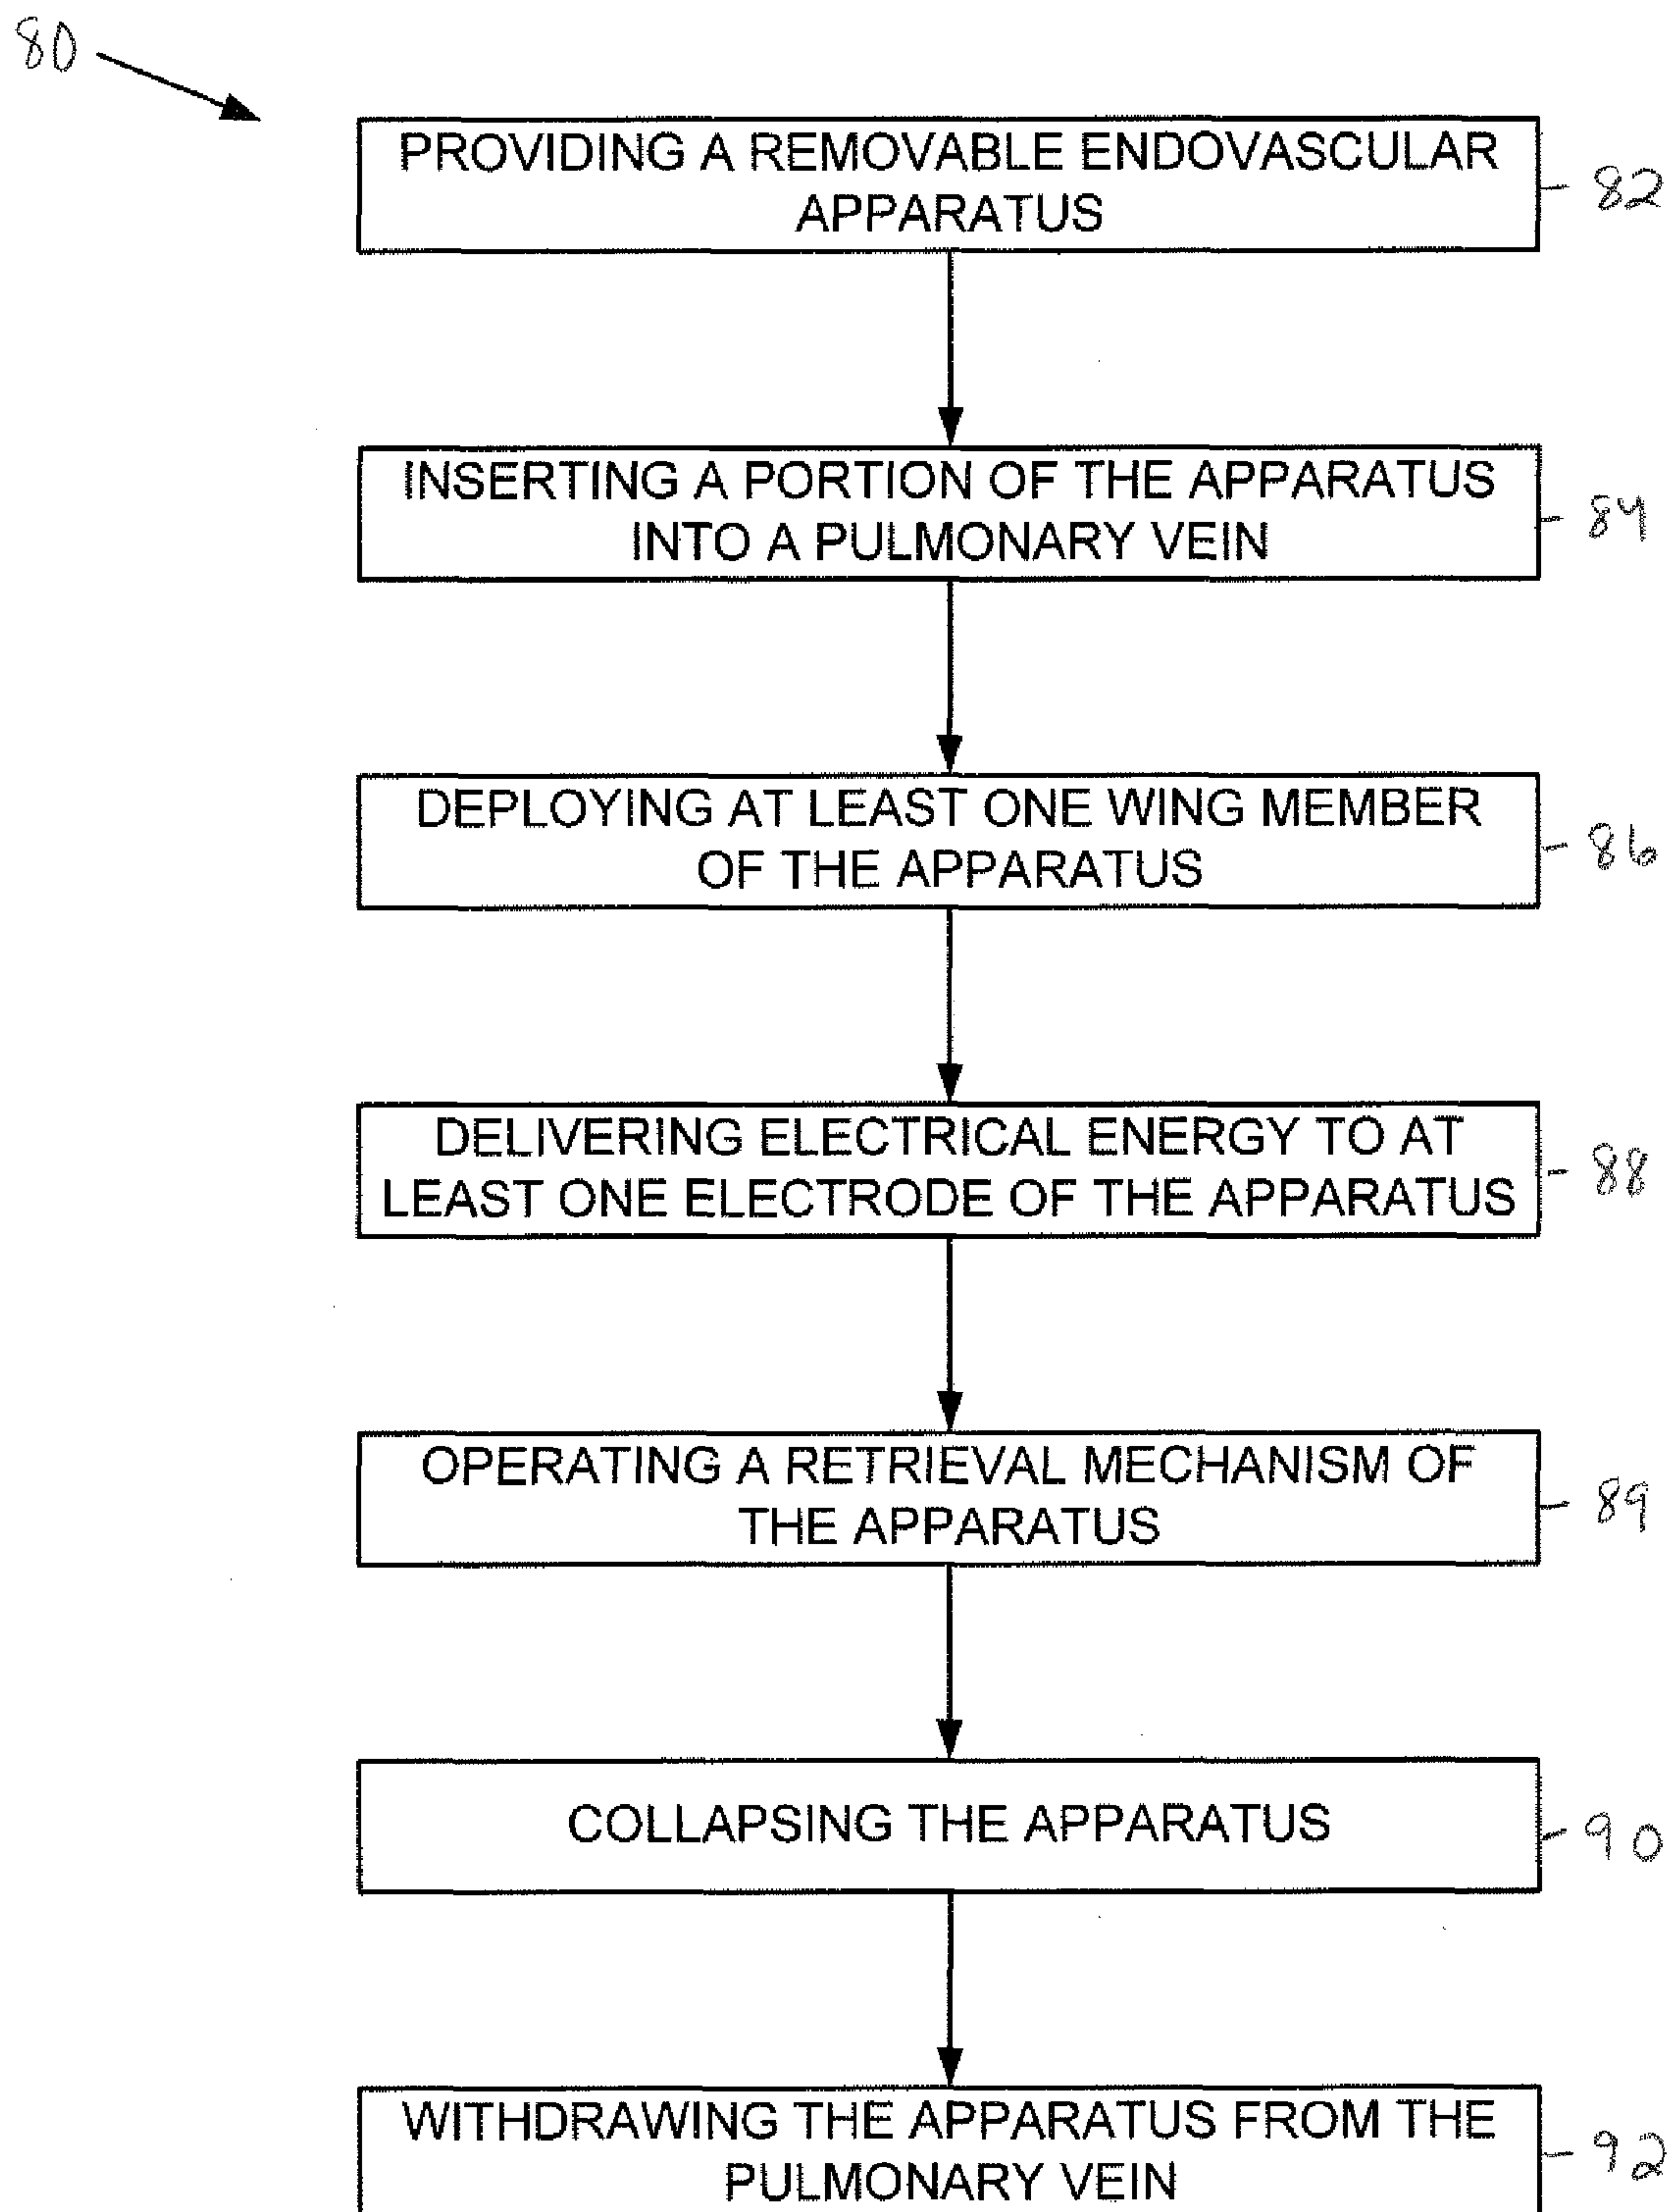 80
PROVIDING A REMOVABLE ENDOVASCULAR
APPARATUS
82
INSERTING A PORTION OF THE APPARATUS
INTO A PULMONARY VEIN
84
DEPLOYING AT LEAST ONE WING MEMBER
OF THE APPARATUS
86
DELIVERING ELECTRICAL ENERGY TO AT
LEAST ONE ELECTRODE OF THE APPARATUS
88
OPERATING A RETRIEVAL MECHANISM OF
THE APPARATUS
89
COLLAPSING THE APPARATUS
90
WITHDRAWING THE APPARATUS FROM THE
PULMONARY VEIN
92